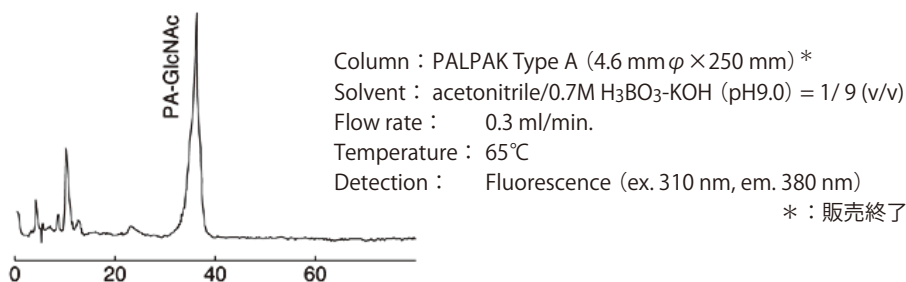 PA-GlcNAc
Column：PALPAK Type A（4.6 mmφ×250 mm）＊
Solvent： acetonitrile/0.7M H₃BO₃-KOH（pH9.0）= 1/ 9 (v/v)
Flow rate： 0.3 ml/min.
Temperature： 65℃
Detection： Fluorescence（ex. 310 nm, em. 380 nm）
＊：販売終了
0 20 40 60